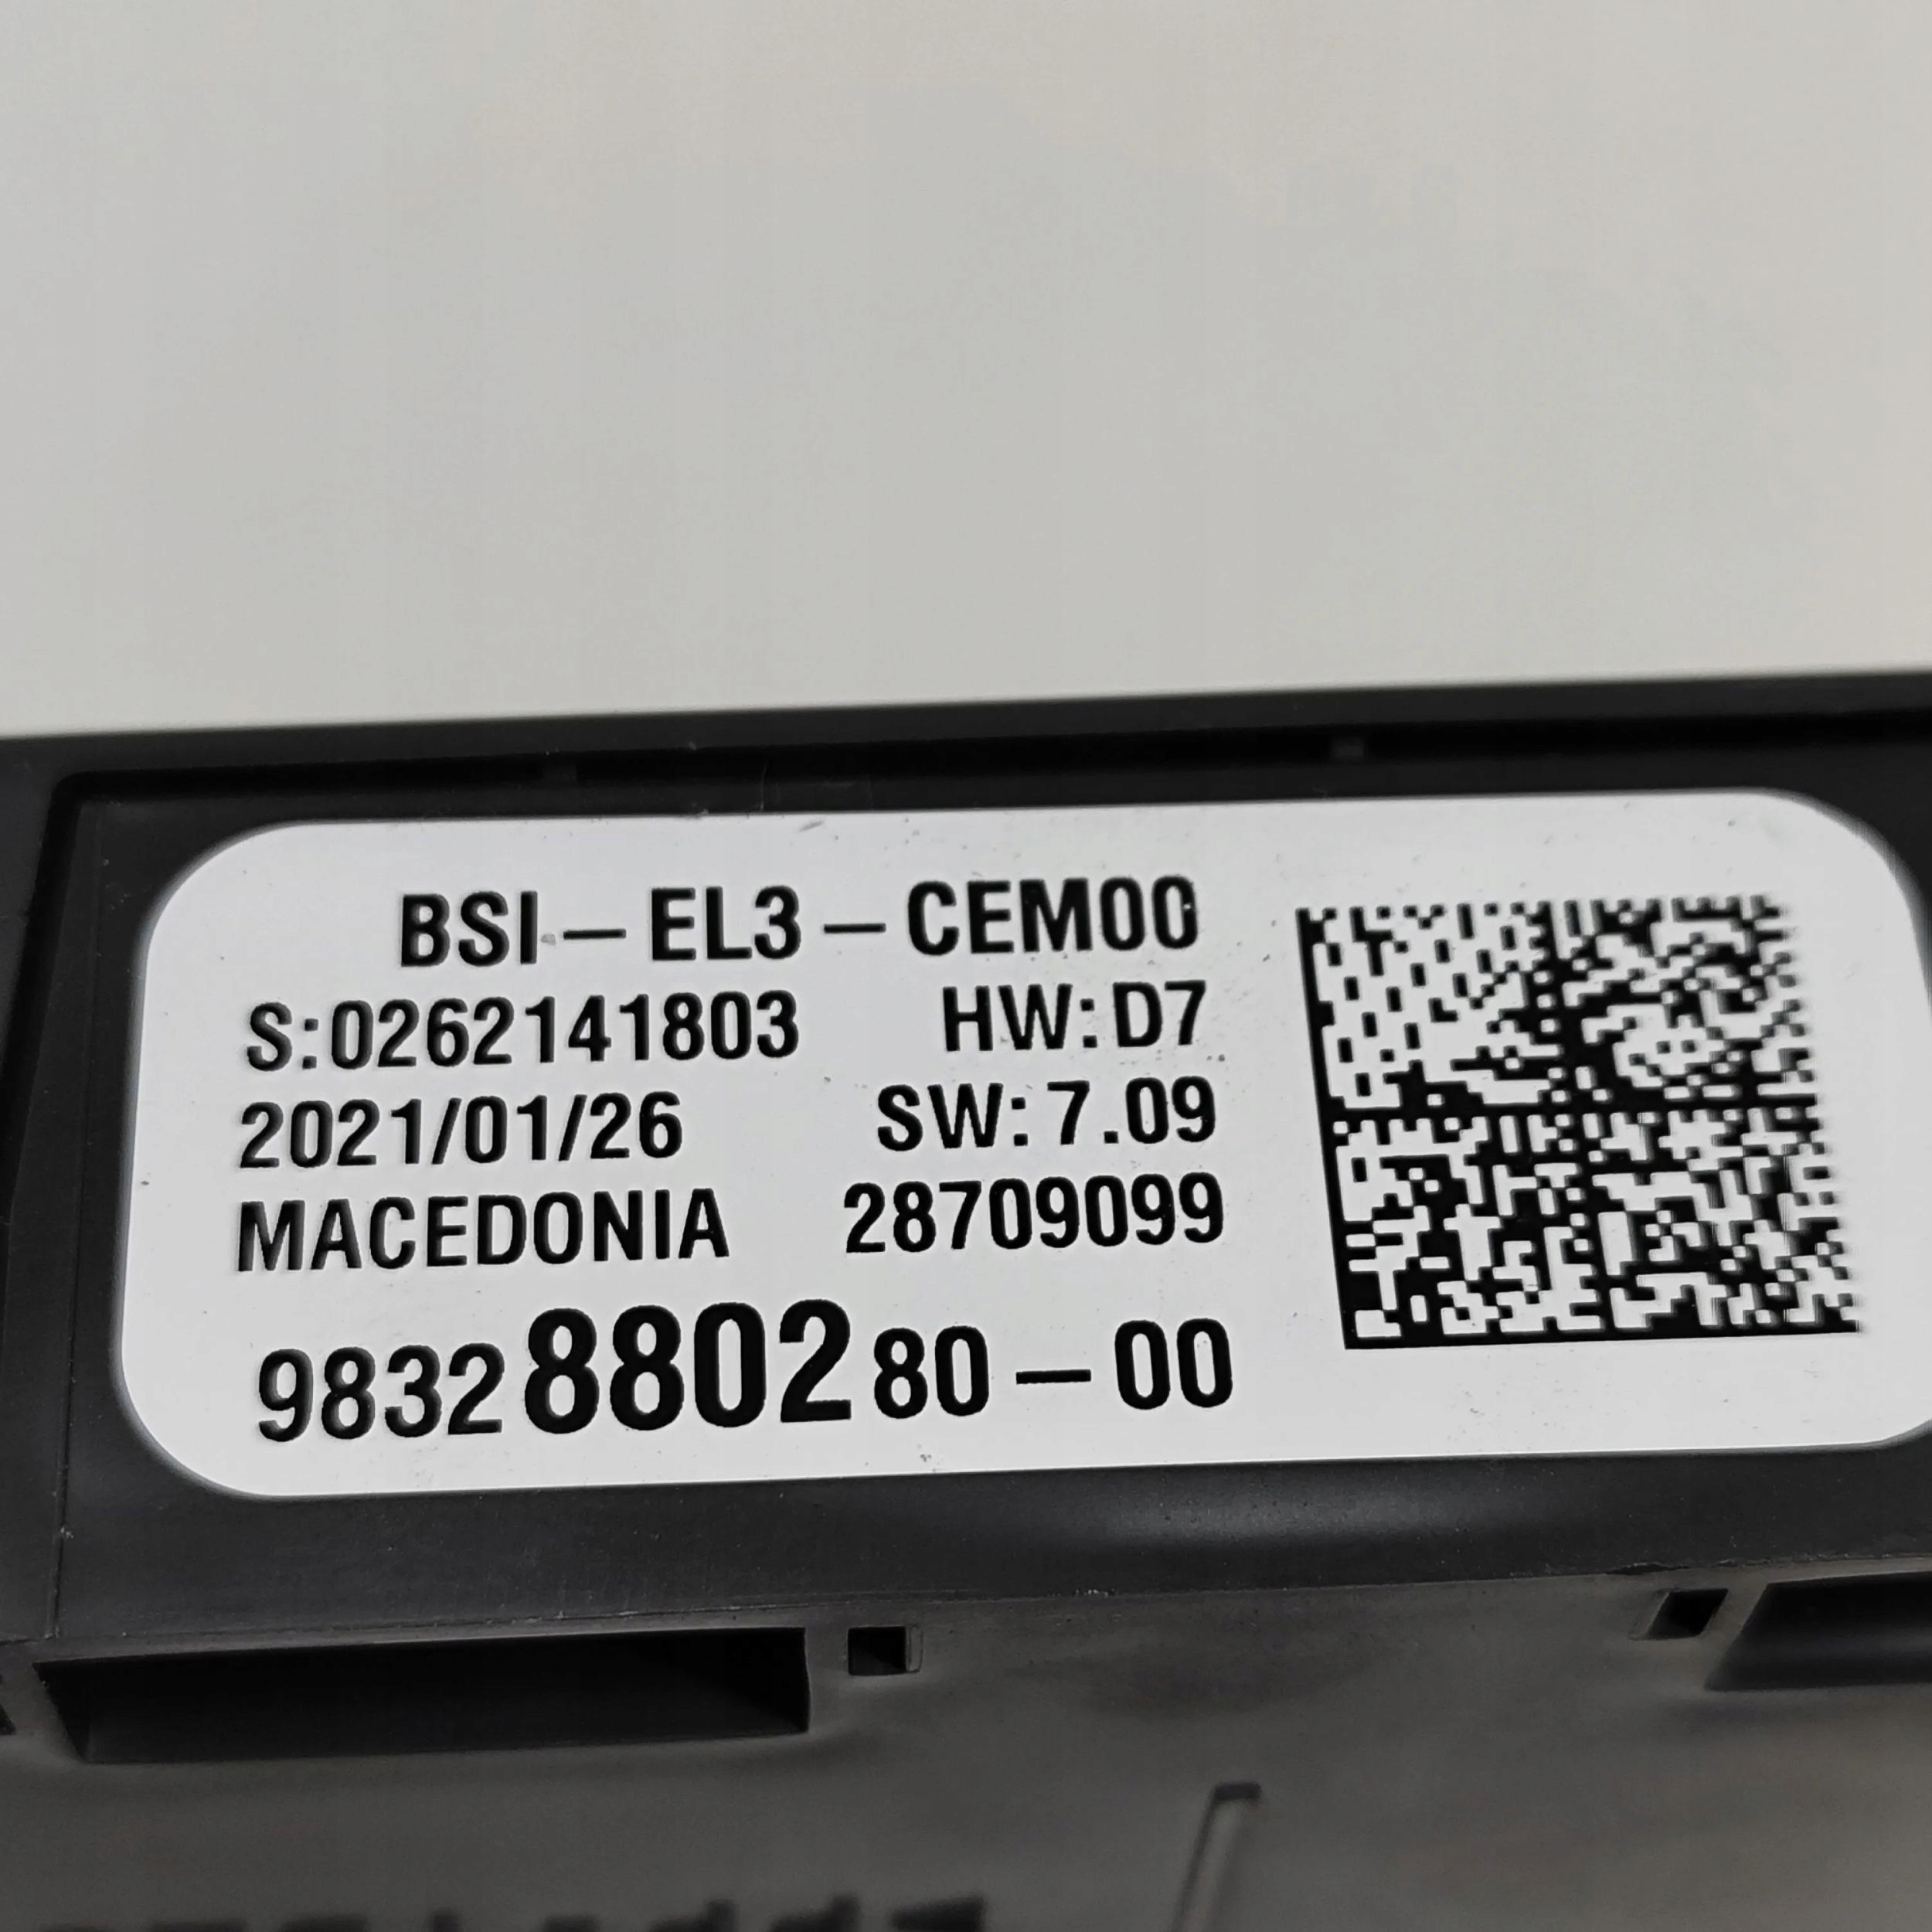 BSI-EL3-CEM00
S:0262141803 HW:D7
2021/01/26 SW:7.09
MACEDONIA 28709099
9832880280-00